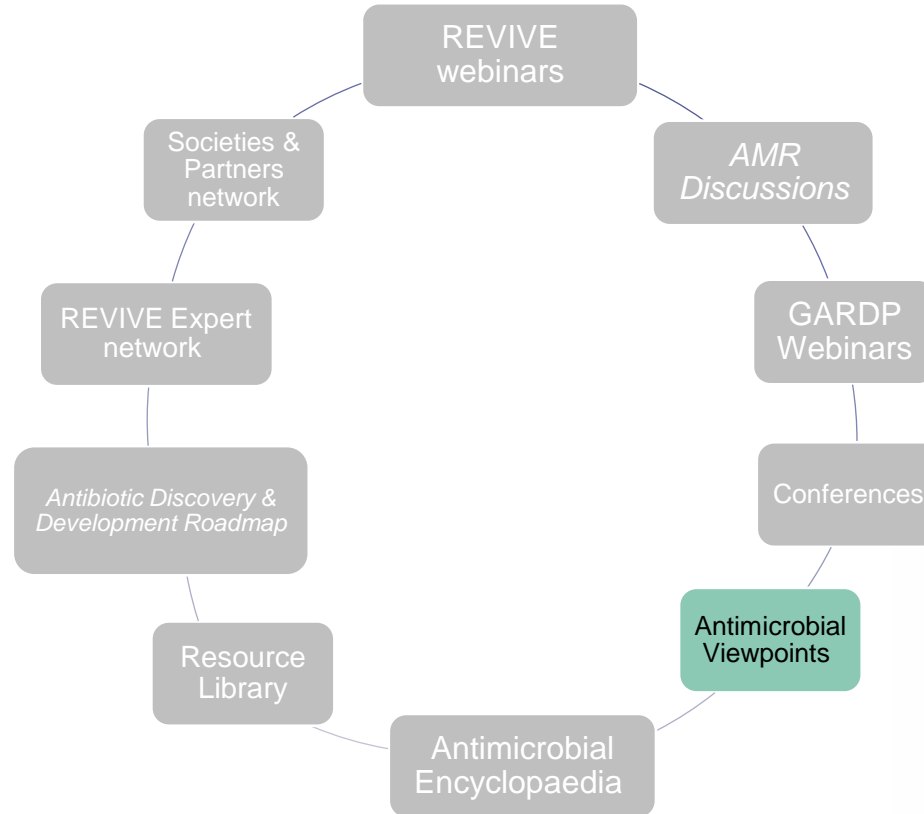 REVIVE
webinars
AMR
Discussions
GARDP
Webinars
Conferences
Antimicrobial
Viewpoints
Antimicrobial
Encyclopaedia
Resource
Library
Antibiotic Discovery &
Development Roadmap
REVIVE Expert
network
Societies &
Partners
network